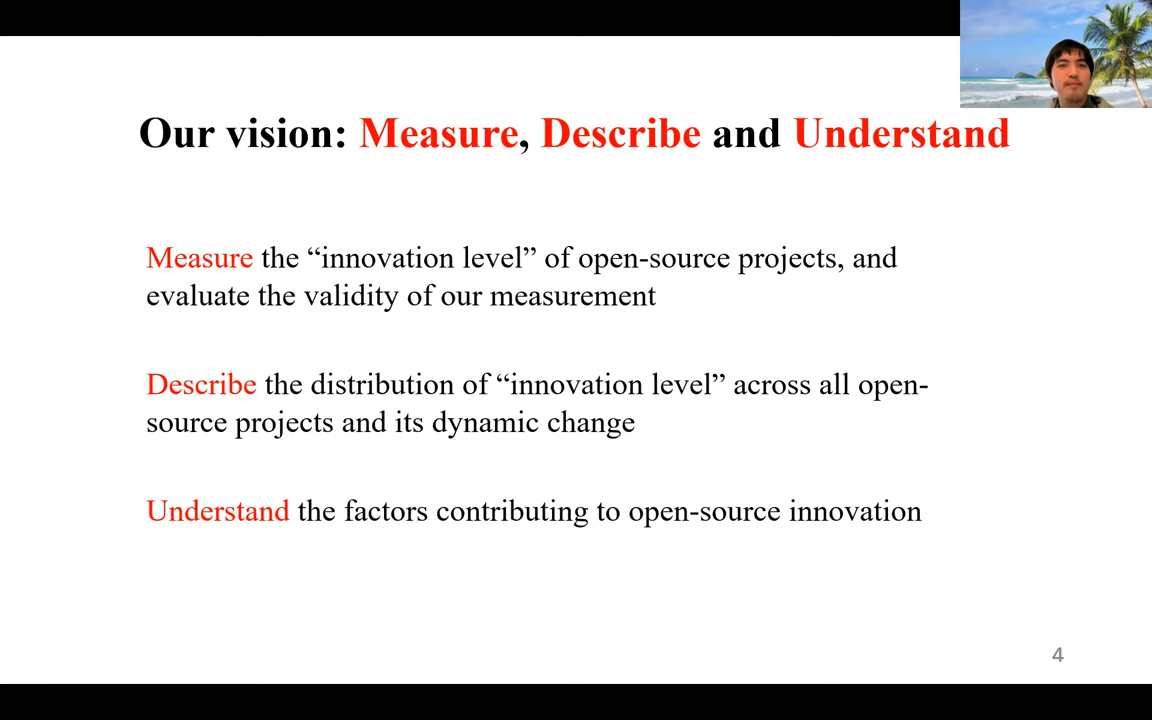 Our vision: Measure, Describe and Understand
Measure the “innovation level” of open-source projects, and
evaluate the validity of our measurement
Describe the distribution of “innovation level” across all open-
source projects and its dynamic change
Understand the factors contributing to open-source innovation
4